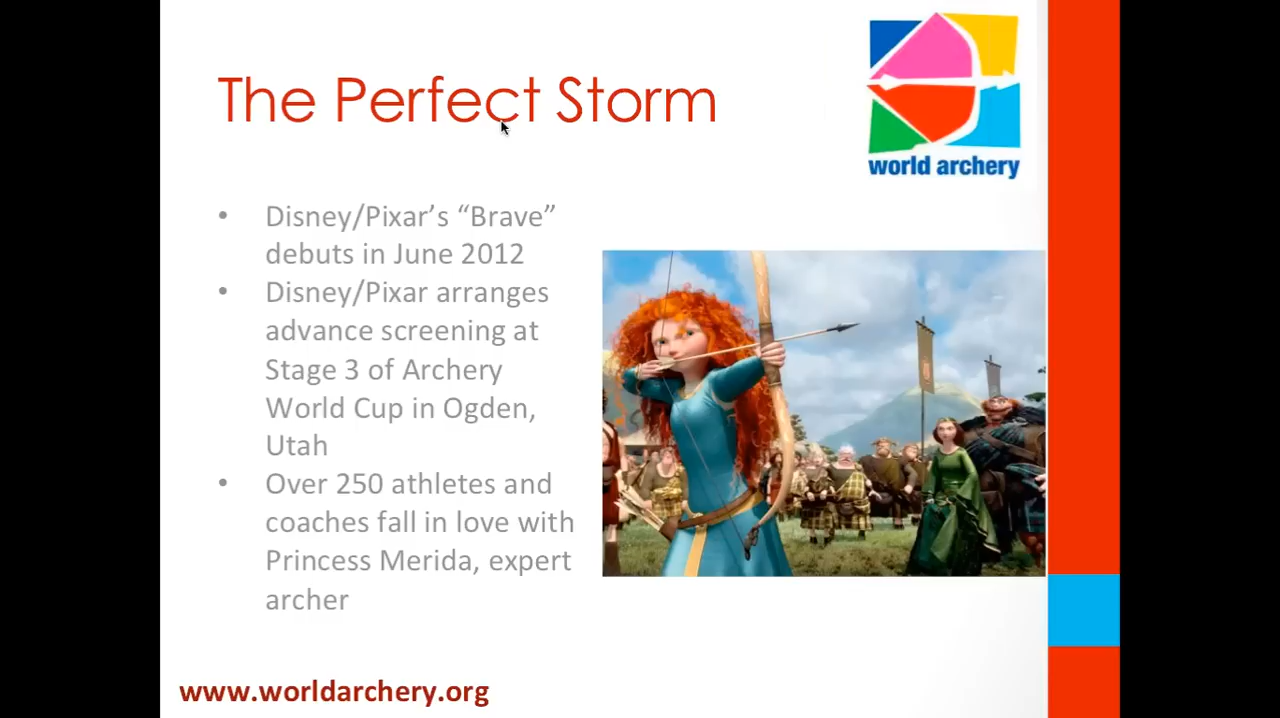 The Perfect Storm
world archery
• Disney/Pixar’s “Brave”
debuts in June 2012
• Disney/Pixar arranges
advance screening at
Stage 3 of Archery
World Cup in Ogden,
Utah
• Over 250 athletes and
coaches fall in love with
Princess Merida, expert
archer
www.worldarchery.org